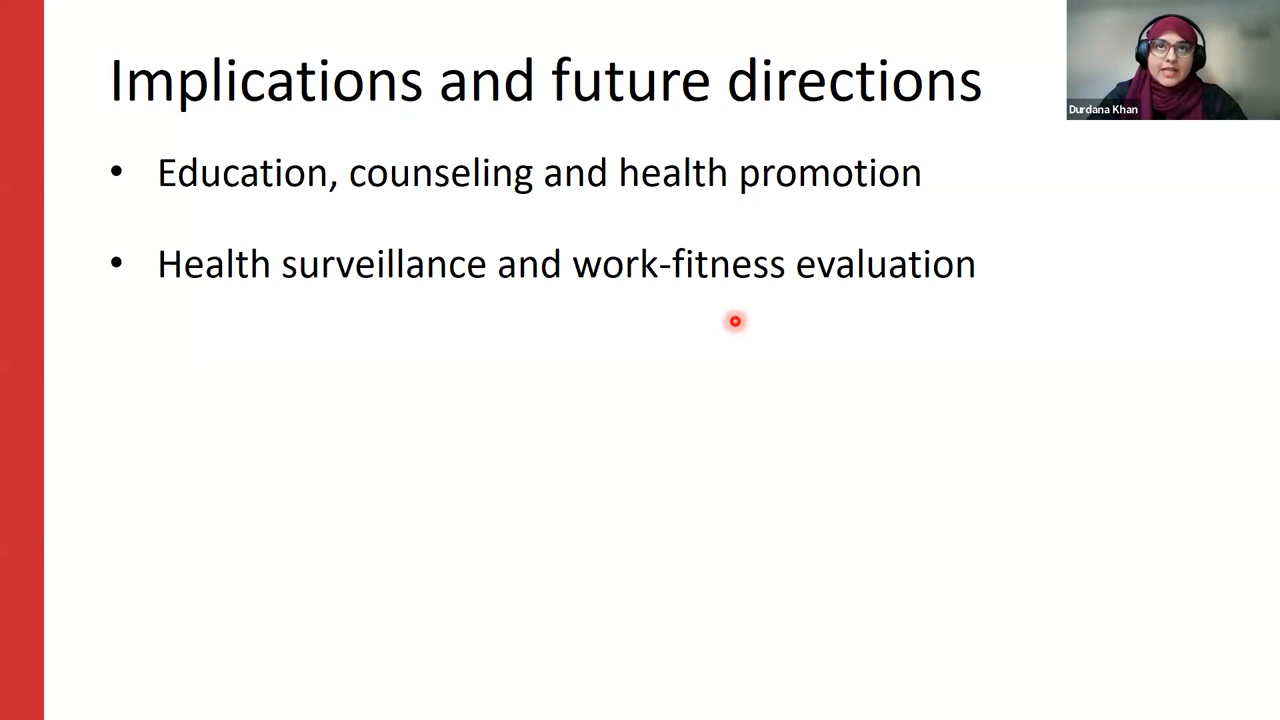 Implications and future directions
Durdana Khan
• Education, counseling and health promotion
• Health surveillance and work-fitness evaluation